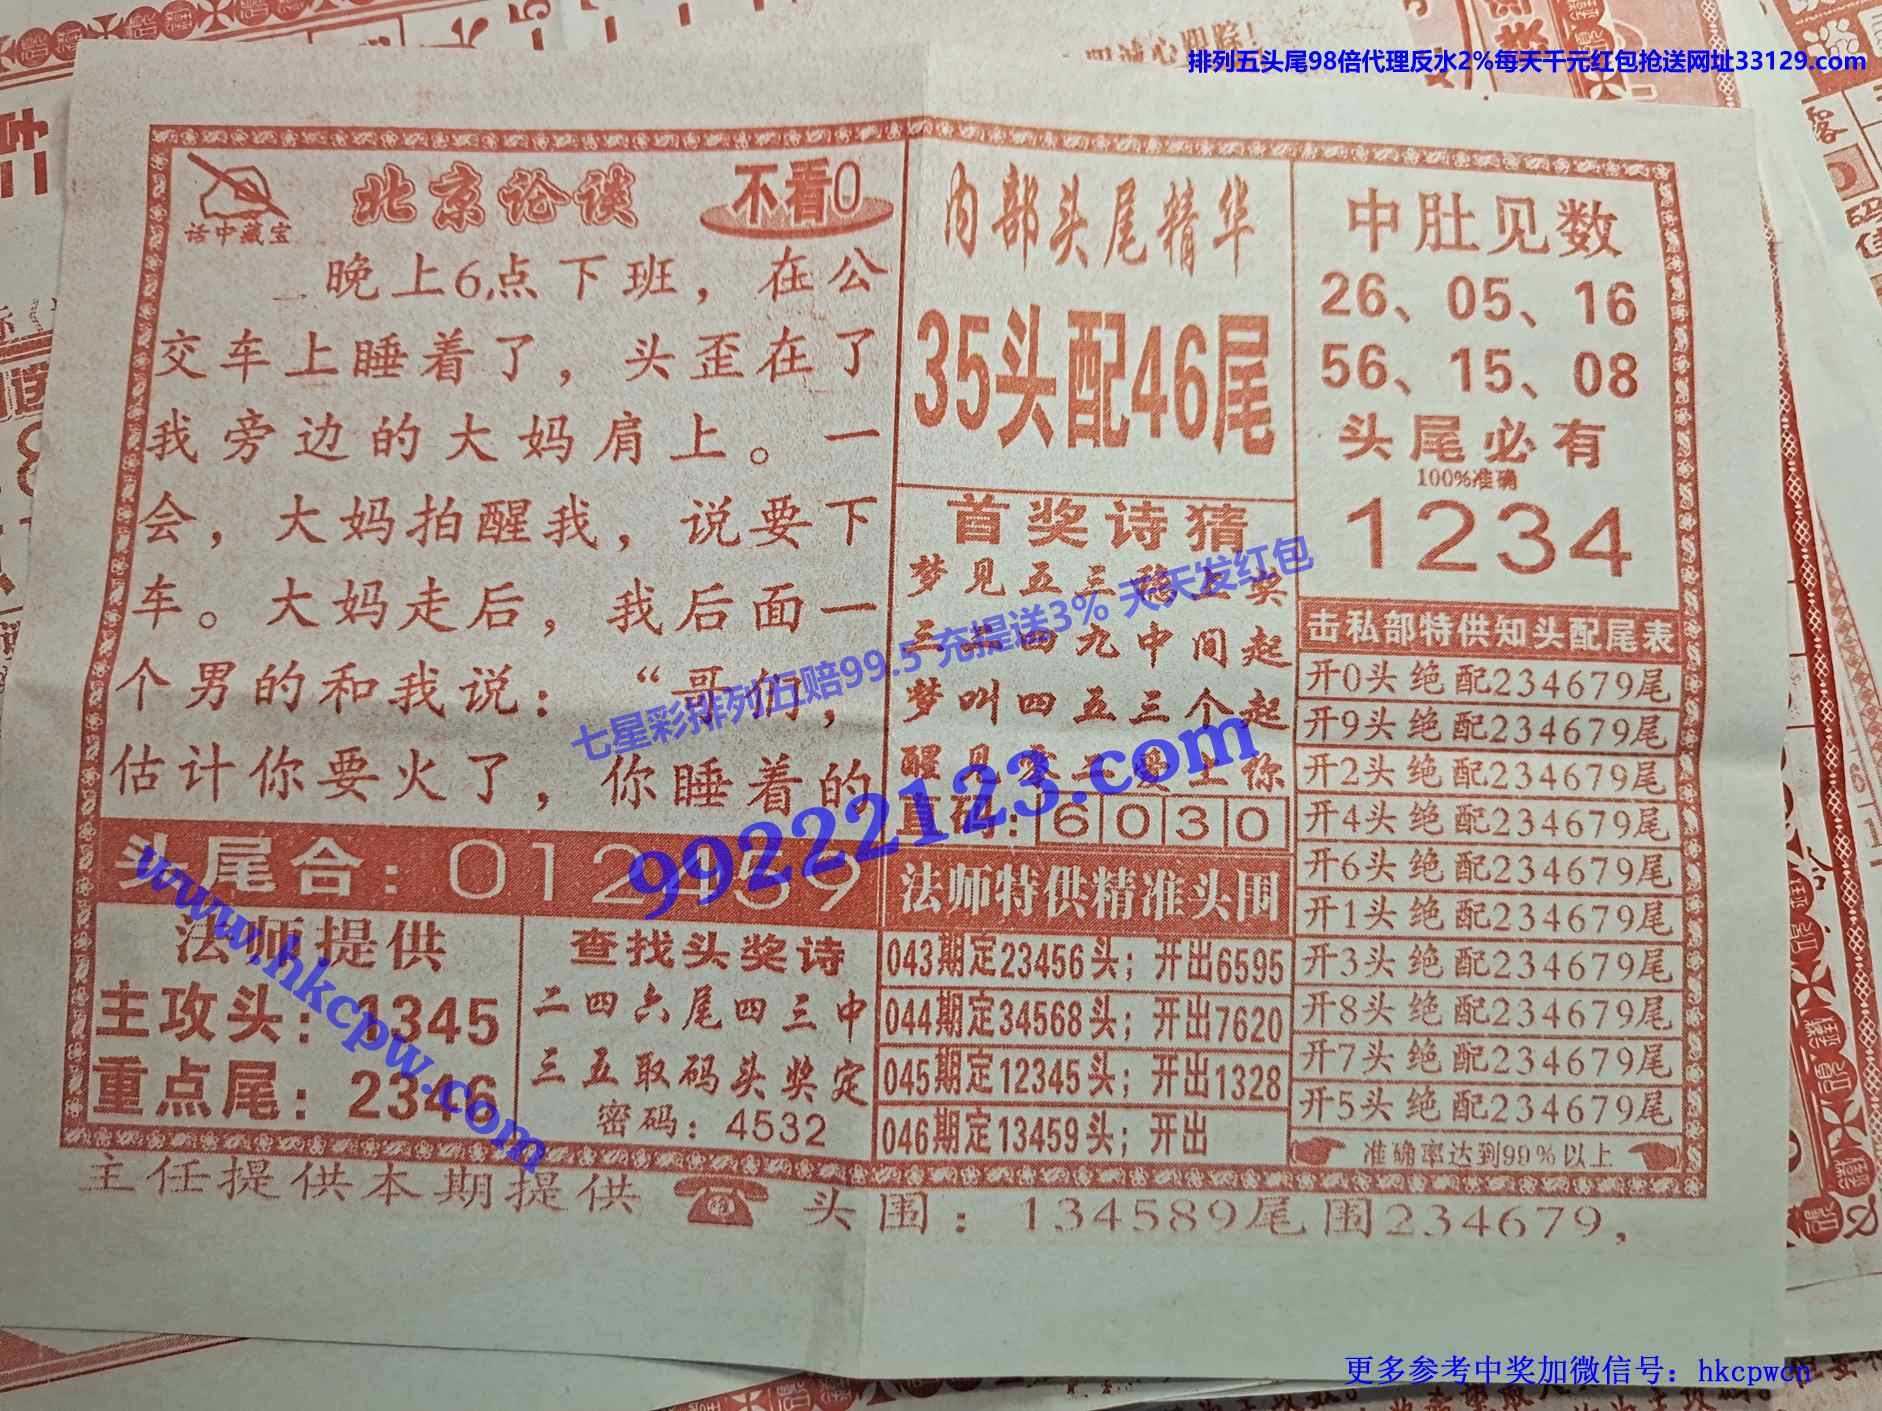 排列五头尾98倍代理反水2%每天千元红包抢送网址33129.com
话中藏宝
北京论谈
不看0
晚上6.点下班，在公
交车上睡着了，头歪在了
我旁边的大妈肩上。一
会，大妈拍醒我，说要下
车。大妈走后，我后面一
个男的和我说：“哥们，
估计你要火了，你睡着的
头尾合：012459
法师提供
主攻头：1345
重点尾：2346
查找头奖诗
二四六尾四三中
三五取码头奖定
密码：4532
内部头尾精华
35头配46尾
首奖诗猜
梦见五三稳上奖
三二四九中间起
梦叫四五三个起
醒见零二爱上你
直码：6030
法师特供精准头围
043期定23456头；开出6595
044期定34568头；开出7620
045期定12345头；开出1328
046期定13459头；开出
中肚见数
26、05、16
56、15、08
头尾必有
100%准确
1234
击私部特供知头配尾表
开0头绝配234679尾
开9头绝配234679尾
开2头绝配234679尾
开4头绝配234679尾
开6头绝配234679尾
开1头绝配234679尾
开3头绝配234679尾
开8头绝配234679尾
开7头绝配234679尾
开5头绝配234679尾
准确率达到99%以上
主任提供本期提供 头围：134589尾围234679,
七星彩排列五赔99.5 充提送3% 天天发红包
99222123.com
www.hkcpw.com
更多参考中奖加微信号：hkcpwcn